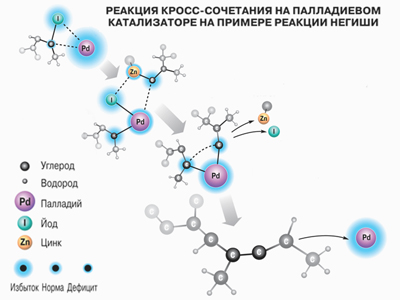 РЕАКЦИЯ КРОСС-СОЧЕТАНИЯ НА ПАЛЛАДИЕВОМ
КАТАЛИЗАТОРЕ НА ПРИМЕРЕ РЕАКЦИИ НЕГИШИ
I
Pd
Zn
I
Pd
Zn
I
Pd
Углерод
Водород
Pd Палладий
I Йод
Zn Цинк
Избыток Норма Дефицит
C
C
C
C
C
C
C
C
C
Pd